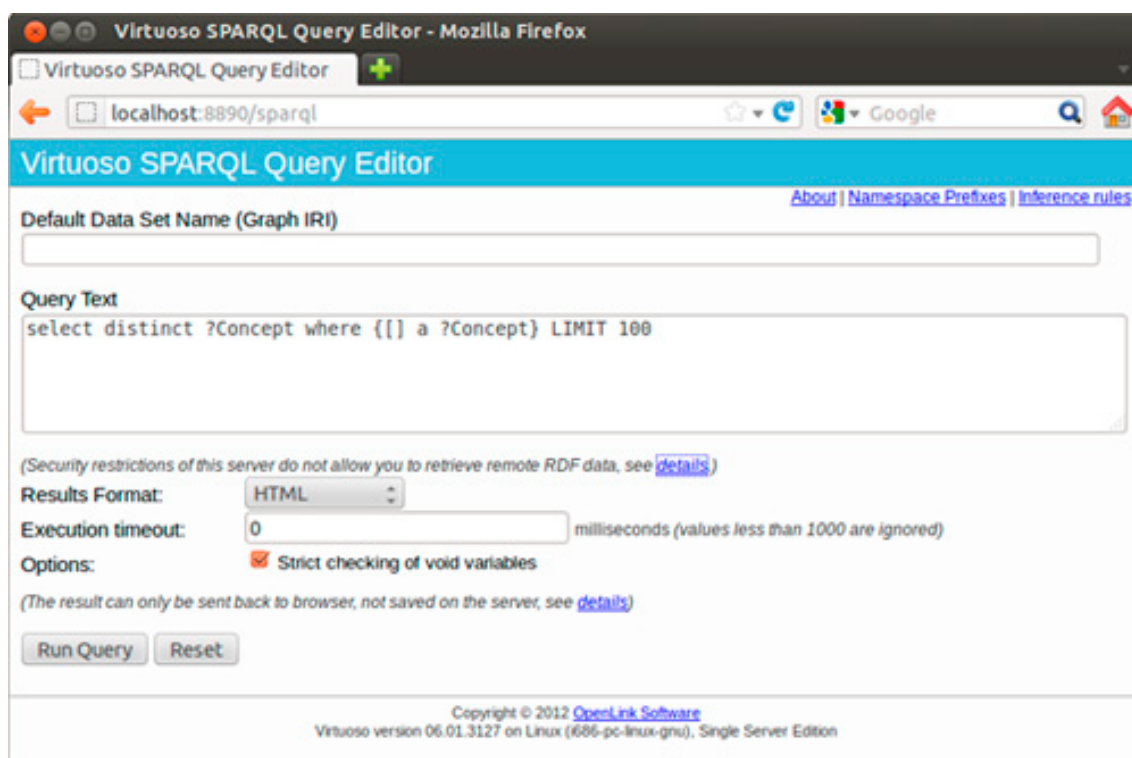 Virtuoso SPARQL Query Editor - Mozilla Firefox
Virtuoso SPARQL Query Editor
localhost:8890/sparql
Google
Virtuoso SPARQL Query Editor
About | Namespace Prefixes | Inference rules
Default Data Set Name (Graph IRI)
Query Text
select distinct ?Concept where {[] a ?Concept} LIMIT 100
(Security restrictions of this server do not allow you to retrieve remote RDF data, see details.)
Results Format: HTML
Execution timeout: 0 milliseconds (values less than 1000 are ignored)
Options: Strict checking of void variables
(The result can only be sent back to browser, not saved on the server, see details)
Run Query Reset
Copyright © 2012 OpenLink Software
Virtuoso version 06.01.3127 on Linux (i686-pc-linux-gnu), Single Server Edition